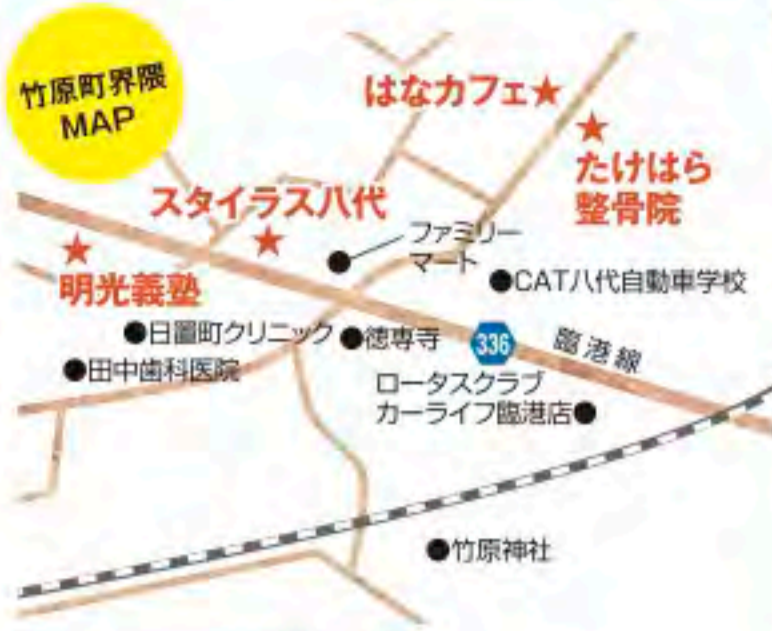 竹原町界隈
MAP
はなカフェ
たけはら
整骨院
スタイラス八代
ファミリー
マート
明光義塾
CAT八代自動車学校
日置町クリニック
徳専寺
336
臨港線
田中歯科医院
ロータスクラブ
カーライフ臨港店
竹原神社